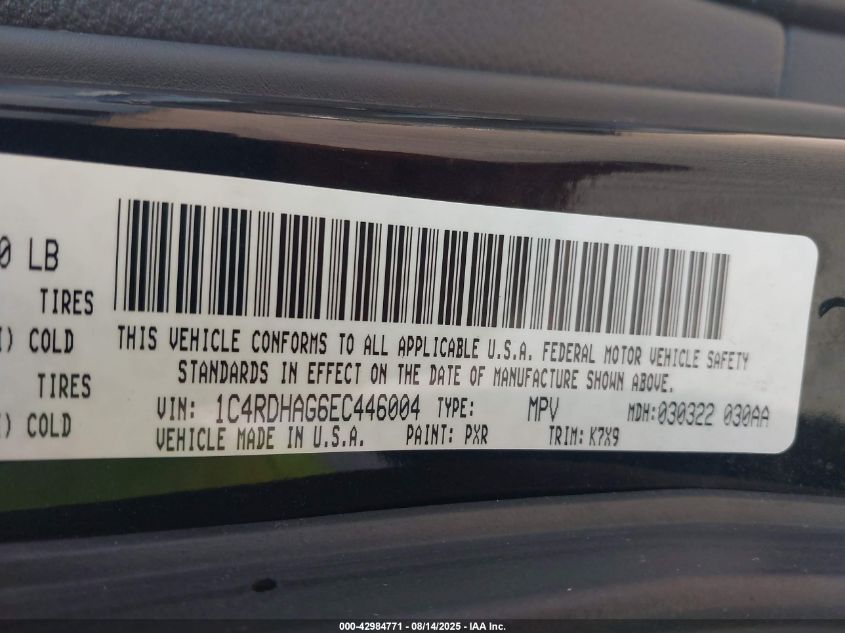 0 LB
TIRES
) COLD
TIRES
) COLD
THIS VEHICLE CONFORMS TO ALL APPLICABLE U.S.A. FEDERAL MOTOR VEHICLE SAFETY
STANDARDS IN EFFECT ON THE DATE OF MANUFACTURE SHOWN ABOVE.
VIN: 1C4RDHAG6EC446004 TYPE: MPV MDH:030322 030AA
VEHICLE MADE IN U.S.A. PAINT: PXR TRIM: K7X9
000-42984771 - 08/14/2025 - IAA Inc.